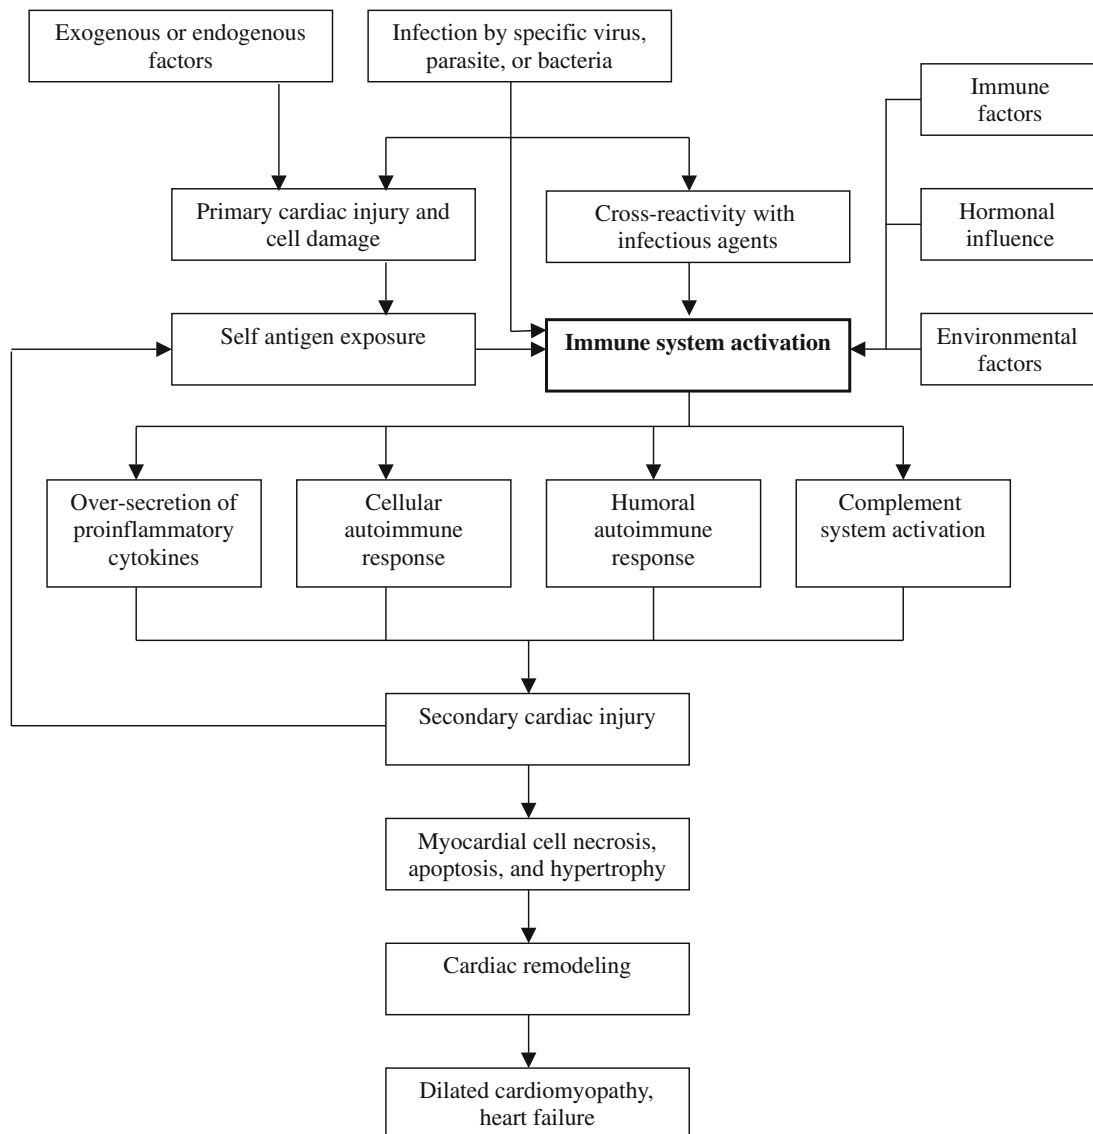 Exogenous or endogenous
factors
Infection by specific virus,
parasite, or bacteria
Immune
factors
Primary cardiac injury and
cell damage
Cross-reactivity with
infectious agents
Hormonal
influence
Self antigen exposure
Immune system activation
Environmental
factors
Over-secretion of
proinflammatory
cytokines
Cellular
autoimmune
response
Humoral
autoimmune
response
Complement
system activation
Secondary cardiac injury
Myocardial cell necrosis,
apoptosis, and hypertrophy
Cardiac remodeling
Dilated cardiomyopathy,
heart failure